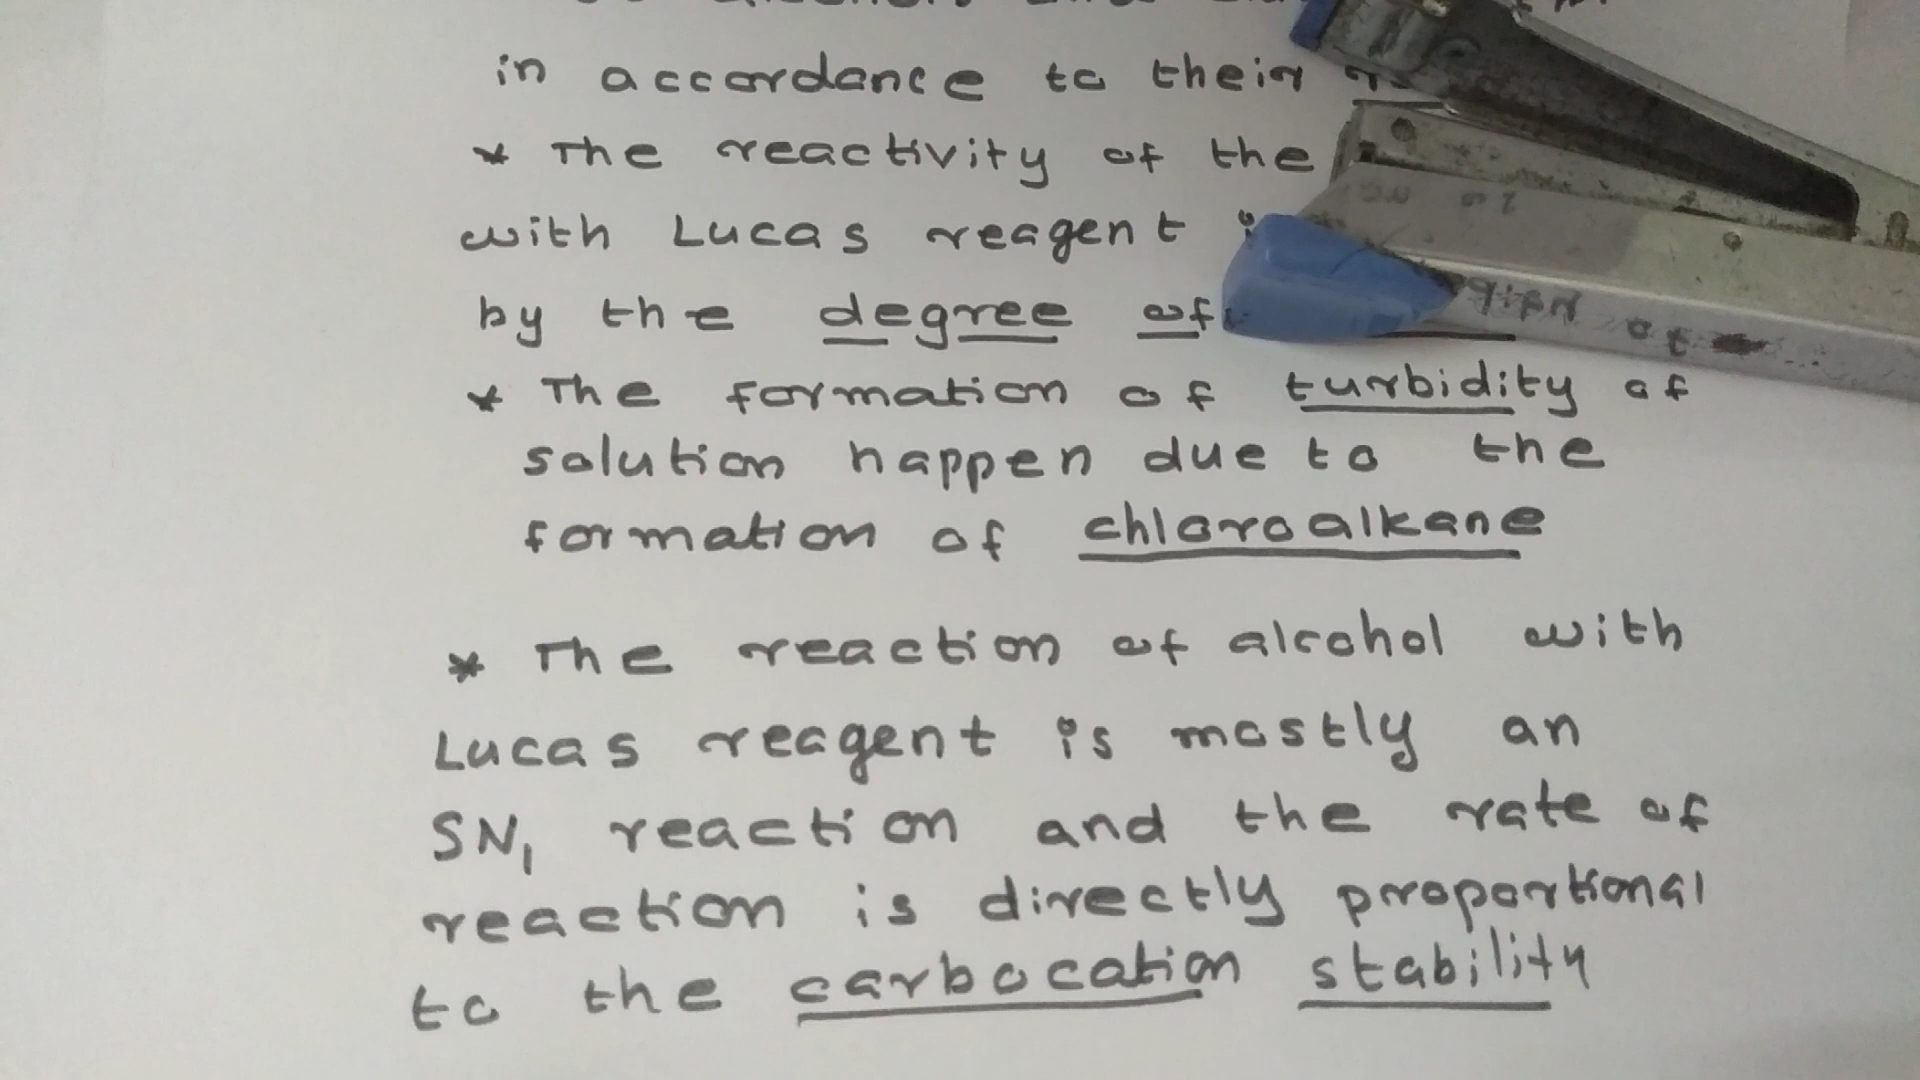 in accordance to their
* The reactivity of the
with Lucas reagent
by the degree of
* The formation of turbidity of
solution happen due to the
formation of chloroalkane
* The reaction of alcohol with
Lucas reagent is mostly an
SN1 reaction and the rate of
reaction is directly proportional
to the carbocation stability